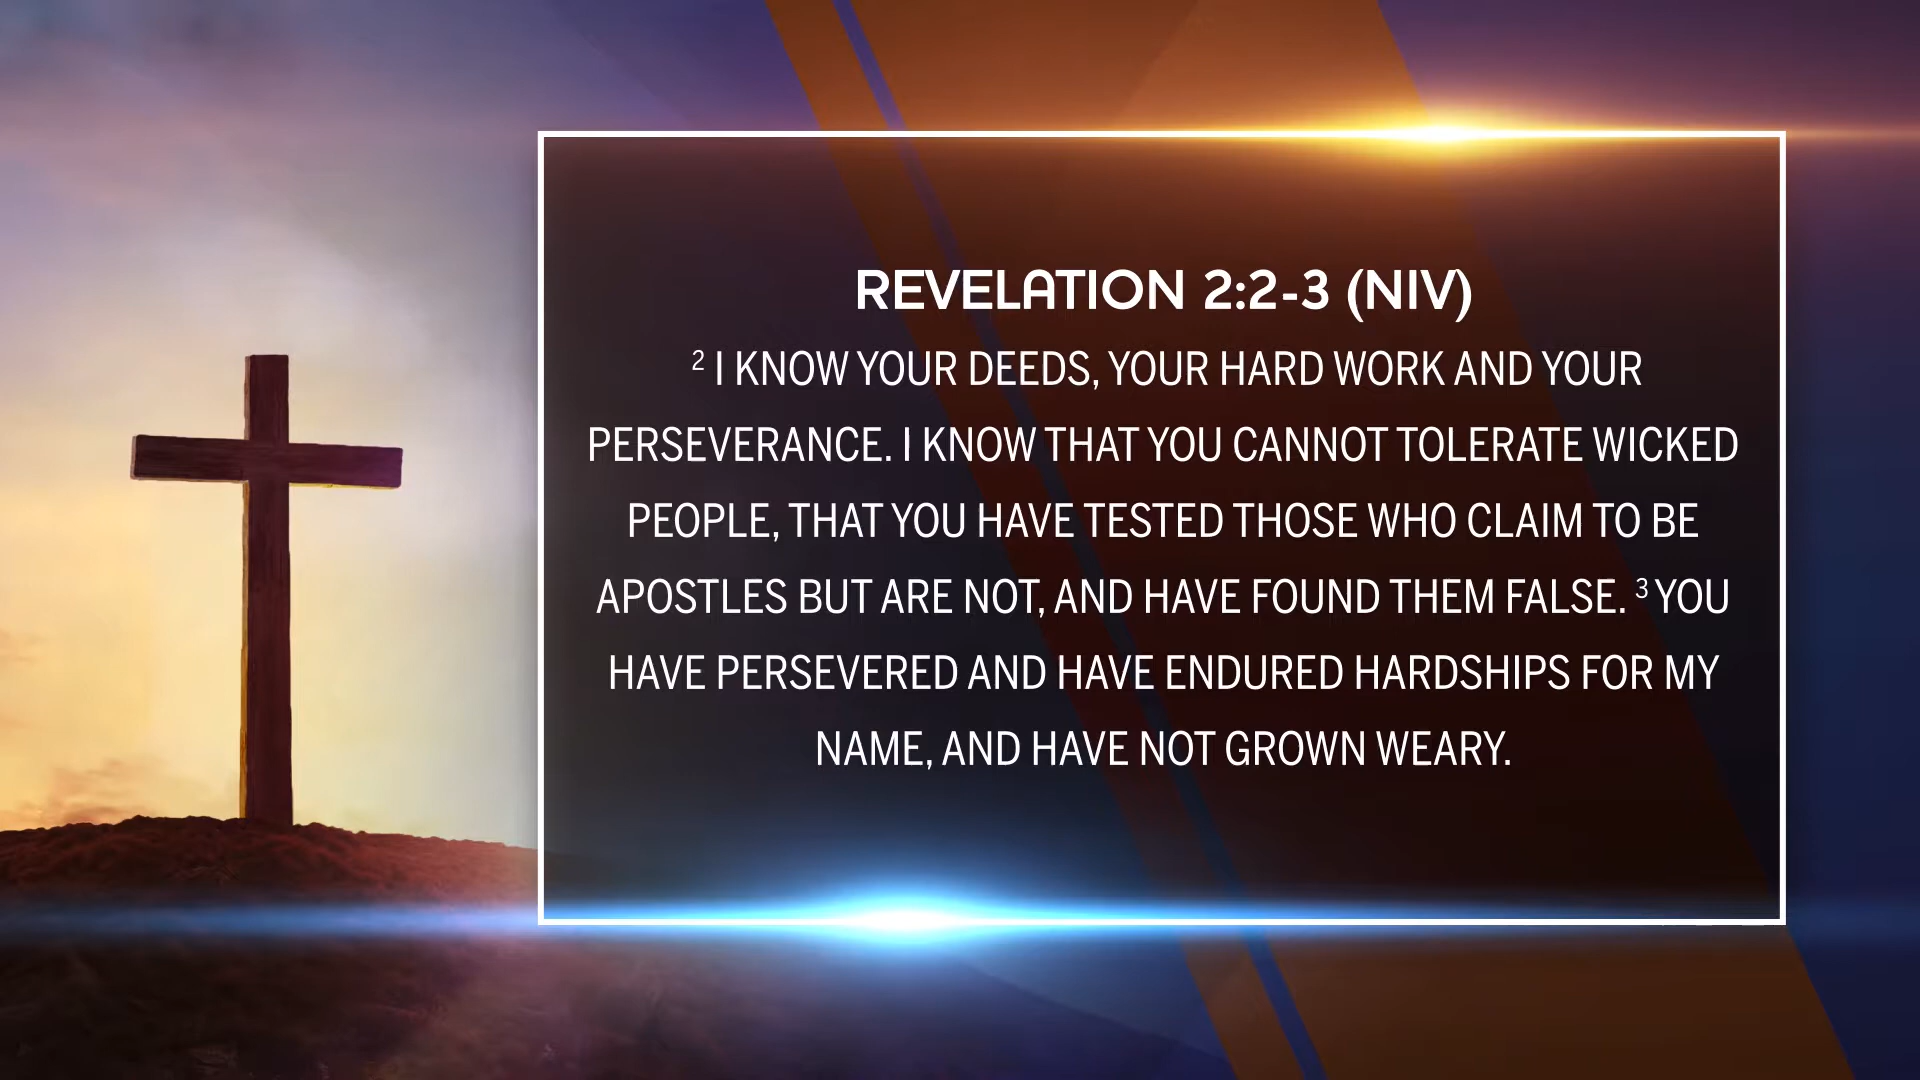 REVELATION 2:2-3 (NIV)
2 I KNOW YOUR DEEDS, YOUR HARD WORK AND YOUR
PERSEVERANCE. I KNOW THAT YOU CANNOT TOLERATE WICKED
PEOPLE, THAT YOU HAVE TESTED THOSE WHO CLAIM TO BE
APOSTLES BUT ARE NOT, AND HAVE FOUND THEM FALSE. 3 YOU
HAVE PERSEVERED AND HAVE ENDURED HARDSHIPS FOR MY
NAME, AND HAVE NOT GROWN WEARY.